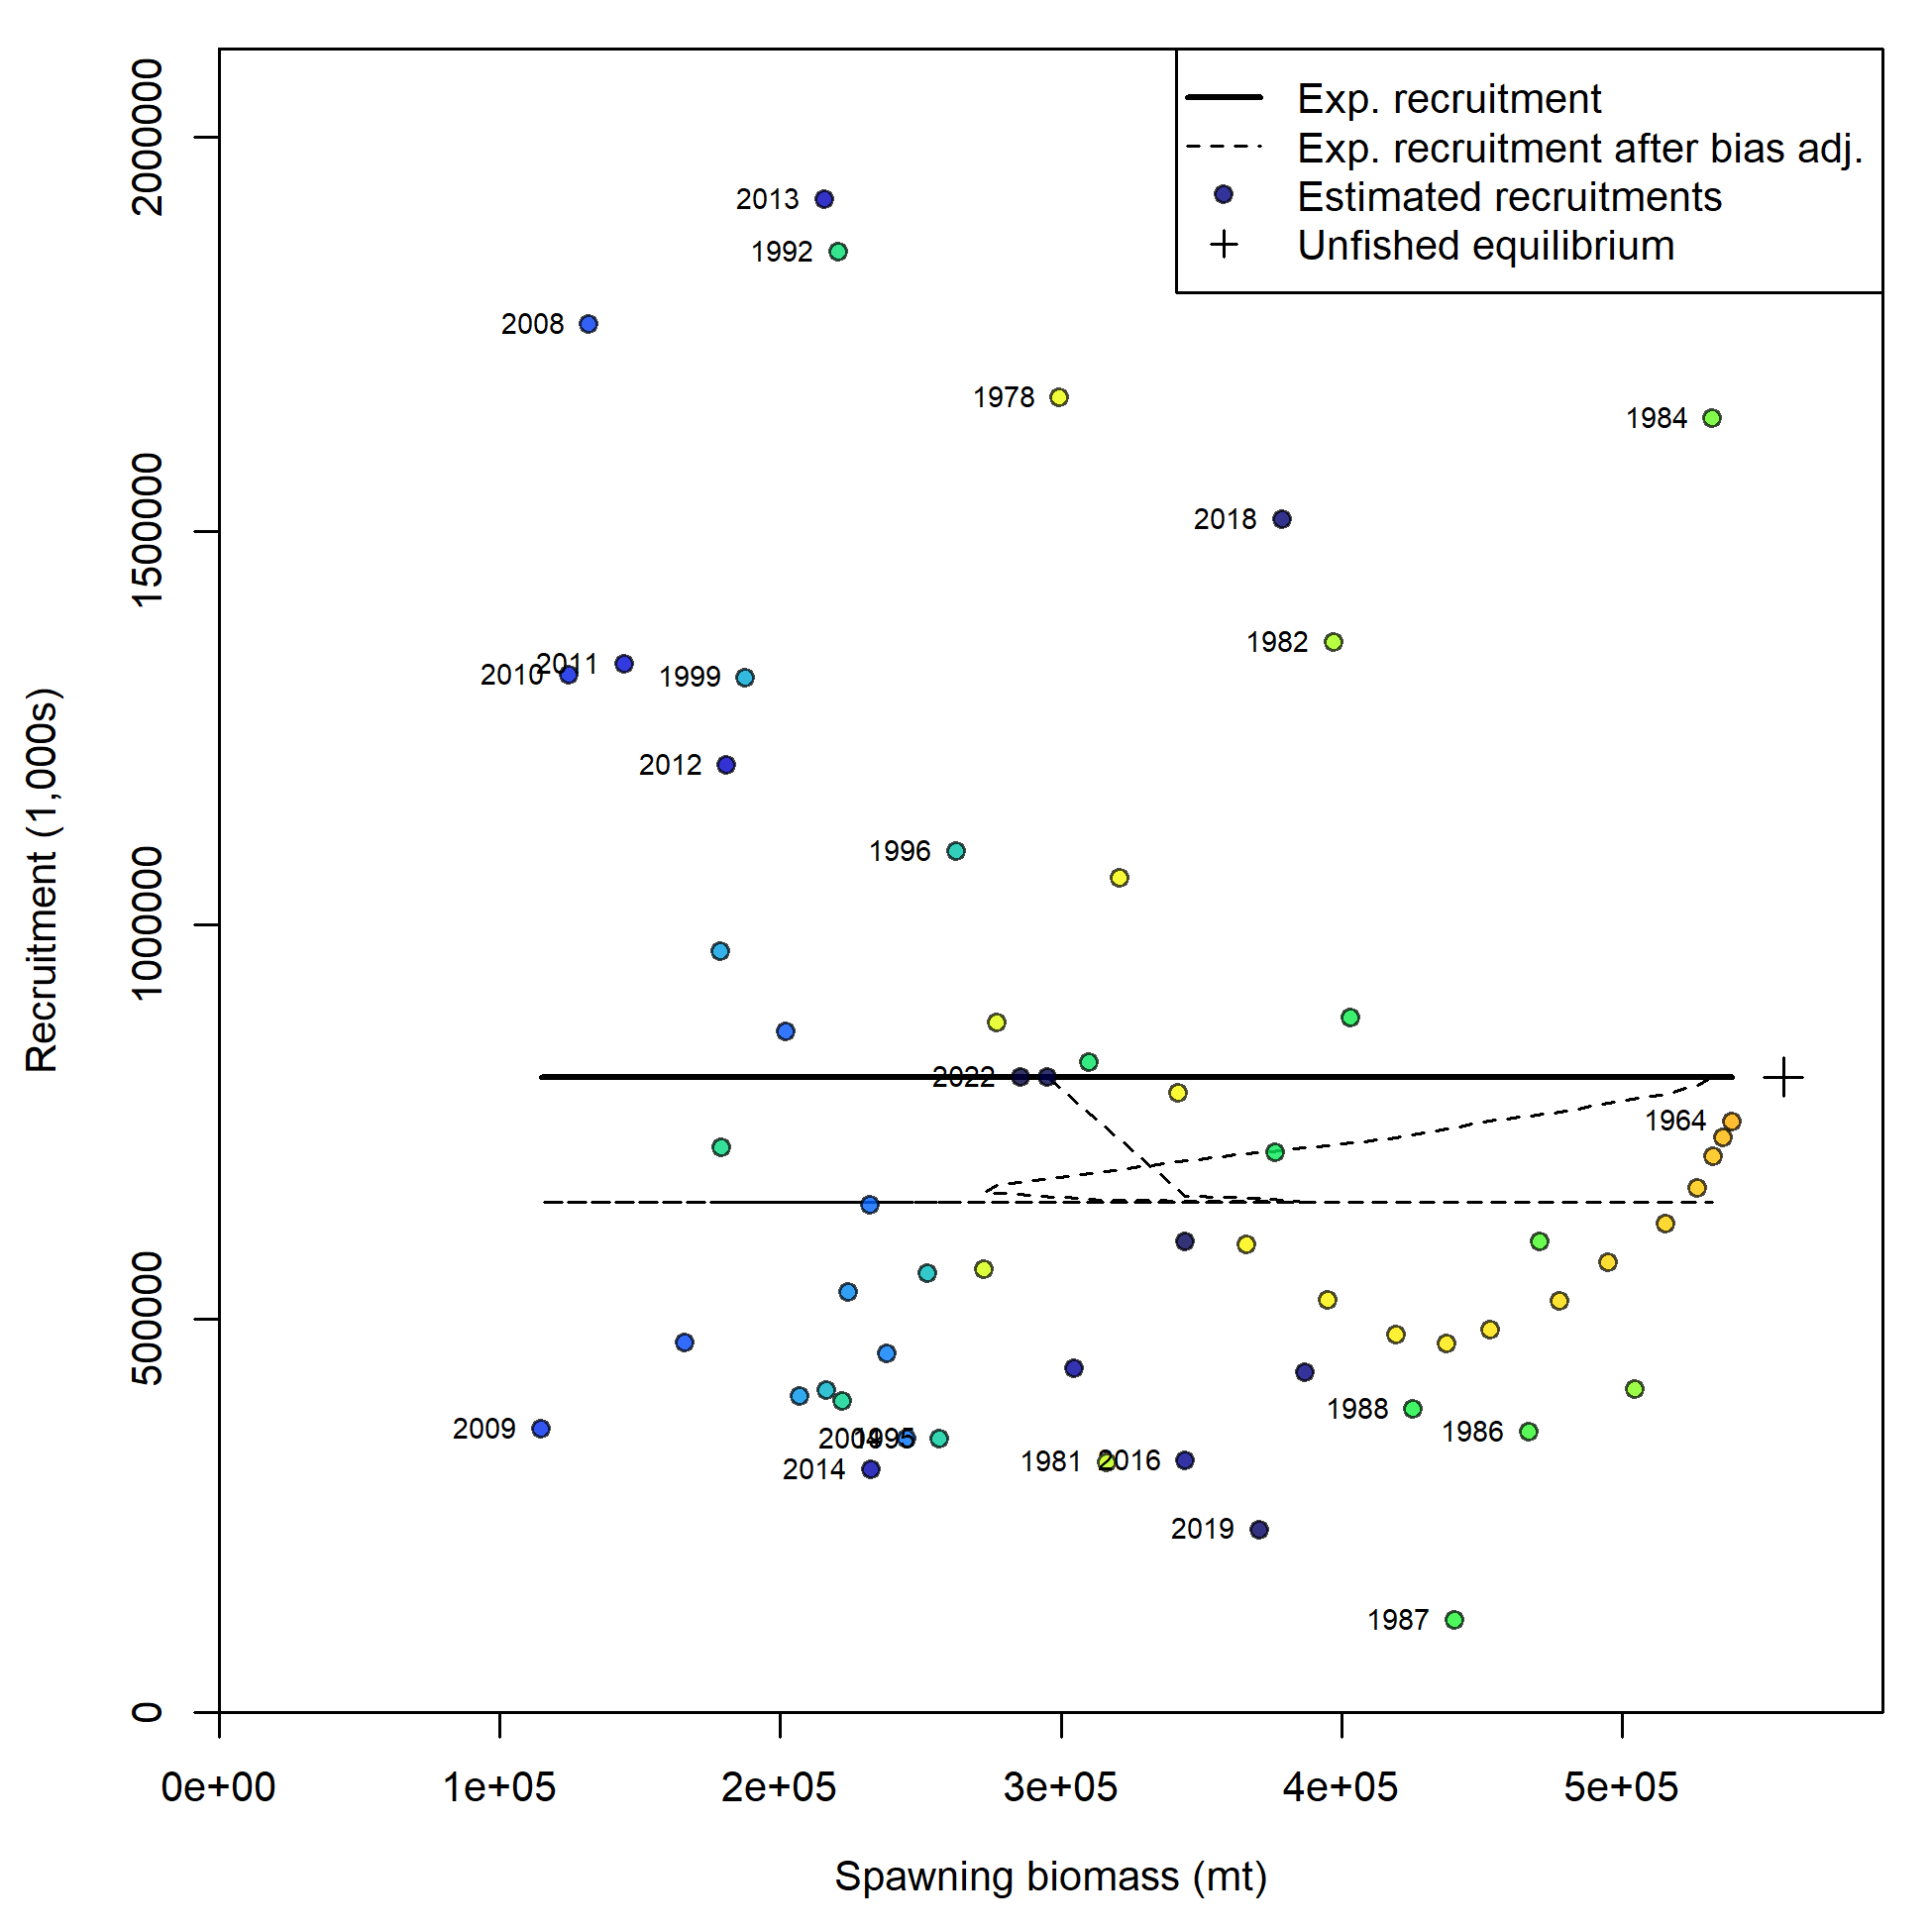 Exp. recruitment
Exp. recruitment after bias adj.
Estimated recruitments
Unfished equilibrium
2000000
1500000
1000000
500000
0
Recruitment (1,000s)
2013
1992
2008
1978
1984
2018
1982
2011
2010
1999
2012
1996
2022
1964
1988
2009
1986
2004
1995
1981
2016
2014
2019
1987
0e+00
1e+05
2e+05
3e+05
4e+05
5e+05
Spawning biomass (mt)